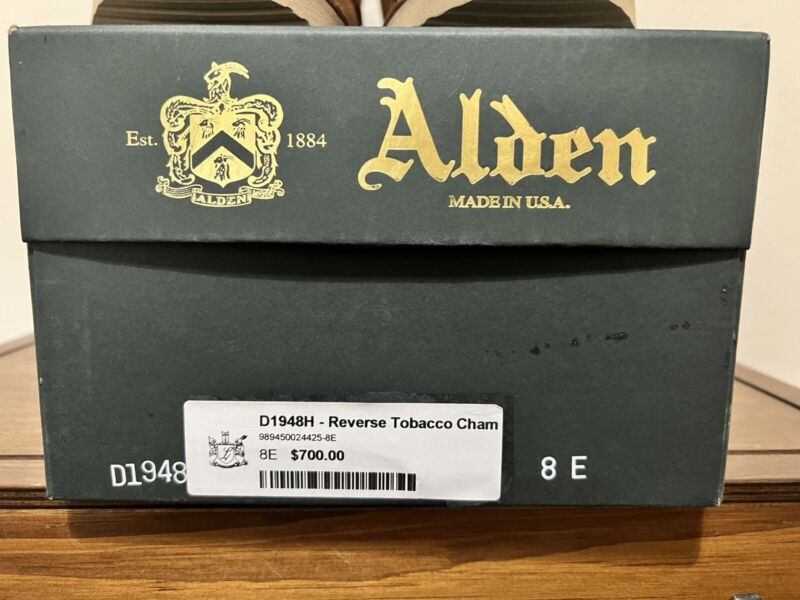 Est. 1884
ALDEN
Alden
MADE IN U.S.A.
D1948H - Reverse Tobacco Cham
989450024425-8E
8E $700.00
D1948
8 E